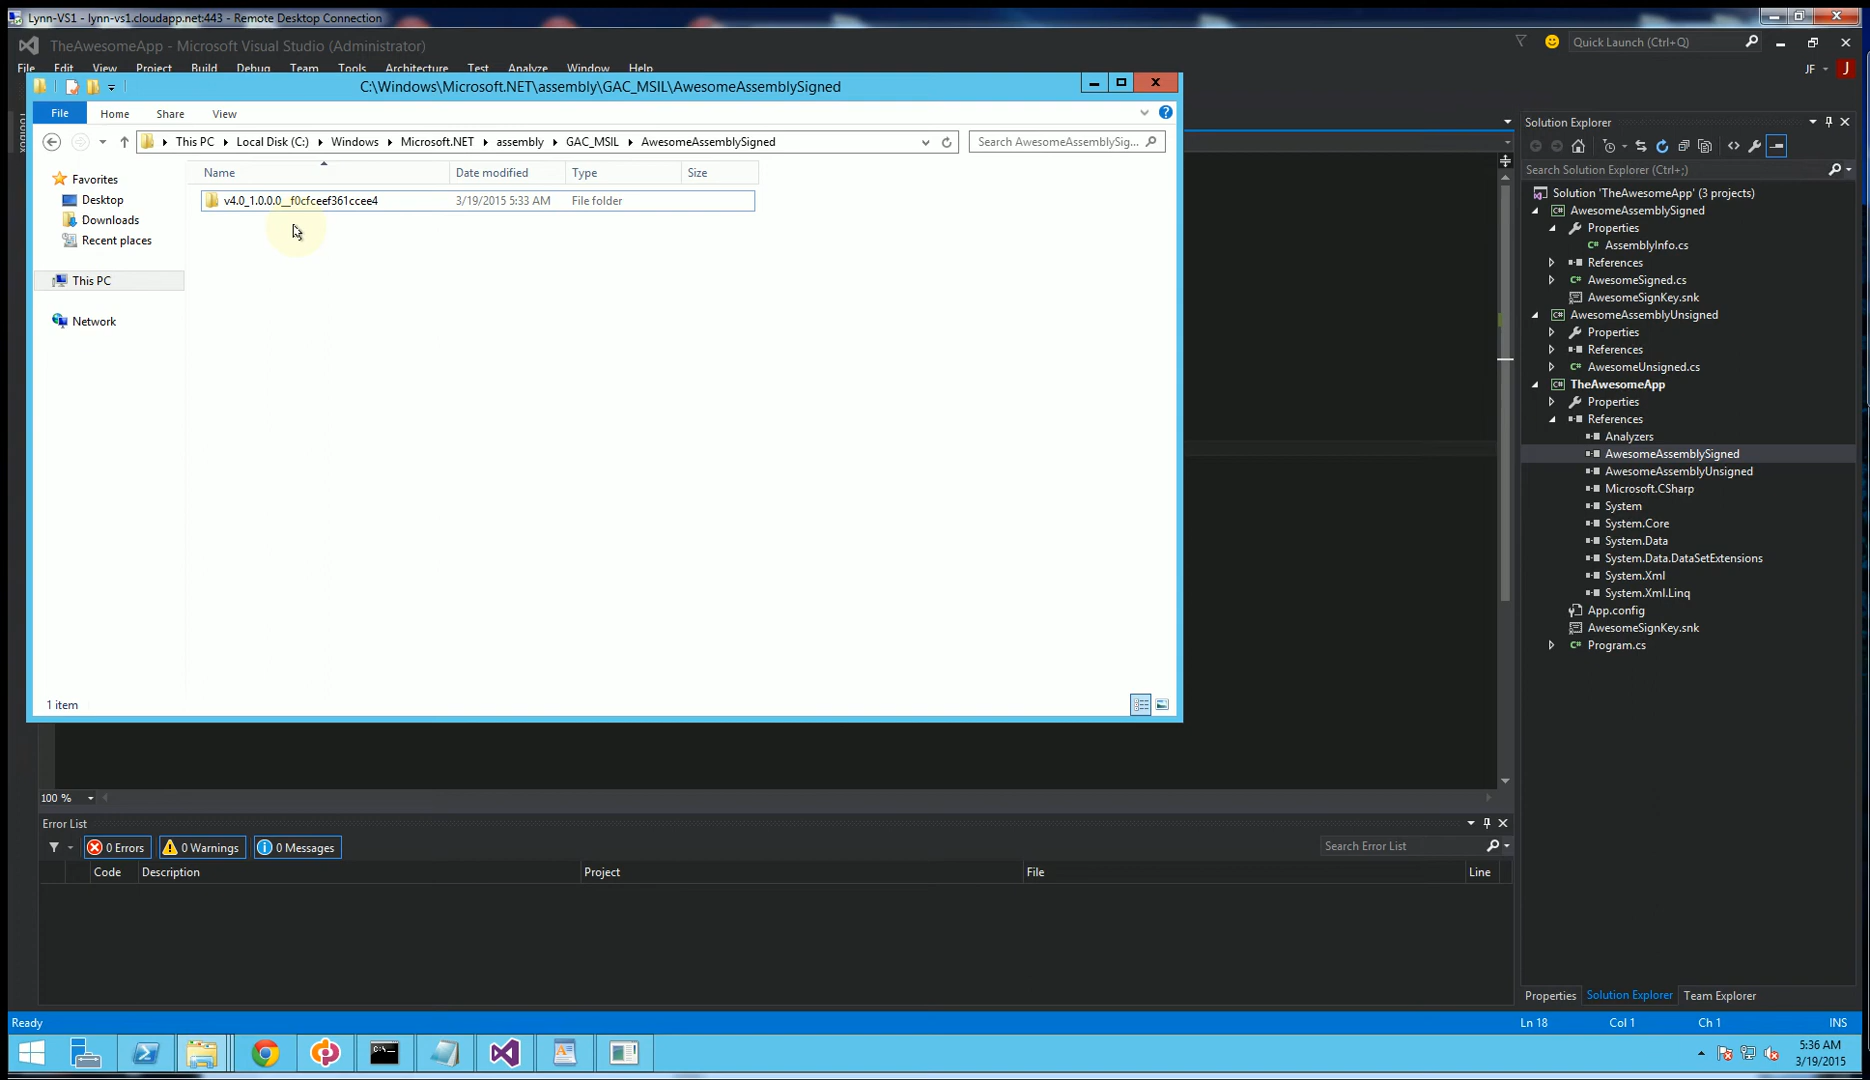 Lynn-VS1 - lynn-vs1.cloudapp.net:443 - Remote Desktop Connection
TheAwesomeApp - Microsoft Visual Studio (Administrator)
Quick Launch (Ctrl+Q)
File Edit View Project Build Debug Team Tools Architecture Test Analyze Window Help
JF J
C:\Windows\Microsoft.NET\assembly\GAC_MSIL\AwesomeAssemblySigned
File Home Share View
This PC Local Disk (C:) Windows Microsoft.NET assembly GAC_MSIL AwesomeAssemblySigned
Search AwesomeAssemblySig...
Name Date modified Type Size
v4.0_1.0.0.0__f0cfceef361ccee4 3/19/2015 5:33 AM File folder
Favorites
Desktop
Downloads
Recent places
This PC
Network
1 item
Solution Explorer
Search Solution Explorer (Ctrl+;)
Solution 'TheAwesomeApp' (3 projects)
AwesomeAssemblySigned
Properties
AssemblyInfo.cs
References
AwesomeSigned.cs
AwesomeSignKey.snk
AwesomeAssemblyUnsigned
Properties
References
AwesomeUnsigned.cs
TheAwesomeApp
Properties
References
Analyzers
AwesomeAssemblySigned
AwesomeAssemblyUnsigned
Microsoft.CSharp
System
System.Core
System.Data
System.Data.DataSetExtensions
System.Xml
System.Xml.Linq
App.config
AwesomeSignKey.snk
Program.cs
100 %
Error List
0 Errors 0 Warnings 0 Messages
Search Error List
Code Description Project File Line
Properties Solution Explorer Team Explorer
Ready Ln 18 Col 1 Ch 1 INS
5:36 AM
3/19/2015